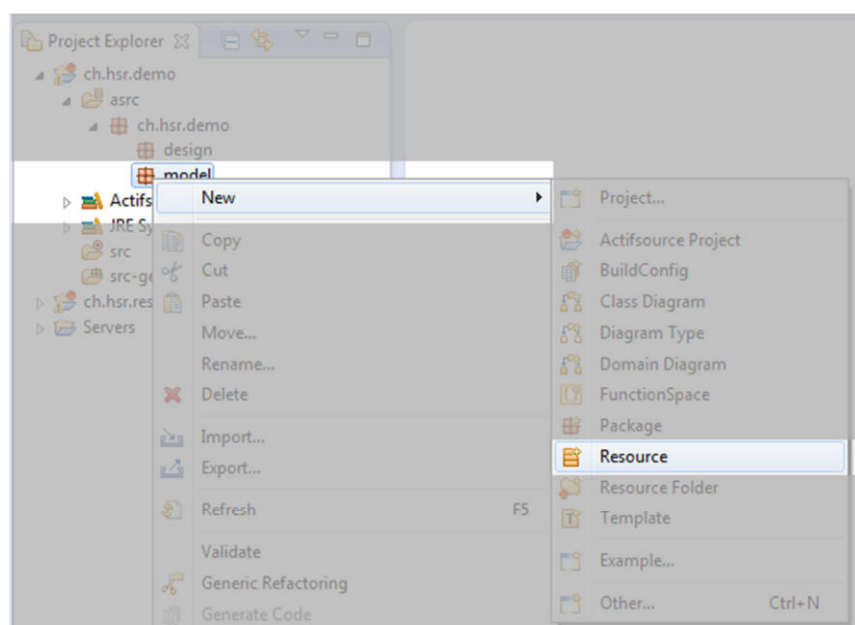 Project Explorer
ch.hsr.demo
asrc
ch.hsr.demo
design
model
Actifs
JRE Sy
src
src-ge
ch.hsr.res
Servers
New
Copy
Cut
Paste
Move...
Rename...
Delete
Import...
Export...
Refresh F5
Validate
Generic Refactoring
Generate Code
Project...
Actifsource Project
BuildConfig
Class Diagram
Diagram Type
Domain Diagram
FunctionSpace
Package
Resource
Resource Folder
Template
Example...
Other... Ctrl+N